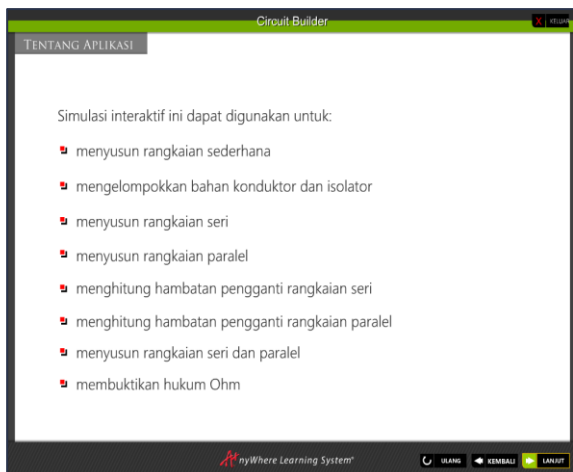 Circuit Builder
X KELUAR
TENTANG APLIKASI
Simulasi interaktif ini dapat digunakan untuk:
menyusun rangkaian sederhana
mengelompokkan bahan konduktor dan isolator
menyusun rangkaian seri
menyusun rangkaian paralel
menghitung hambatan pengganti rangkaian seri
menghitung hambatan pengganti rangkaian paralel
menyusun rangkaian seri dan paralel
membuktikan hukum Ohm
AnyWhere Learning System
ULANG KEMBALI LANJUT